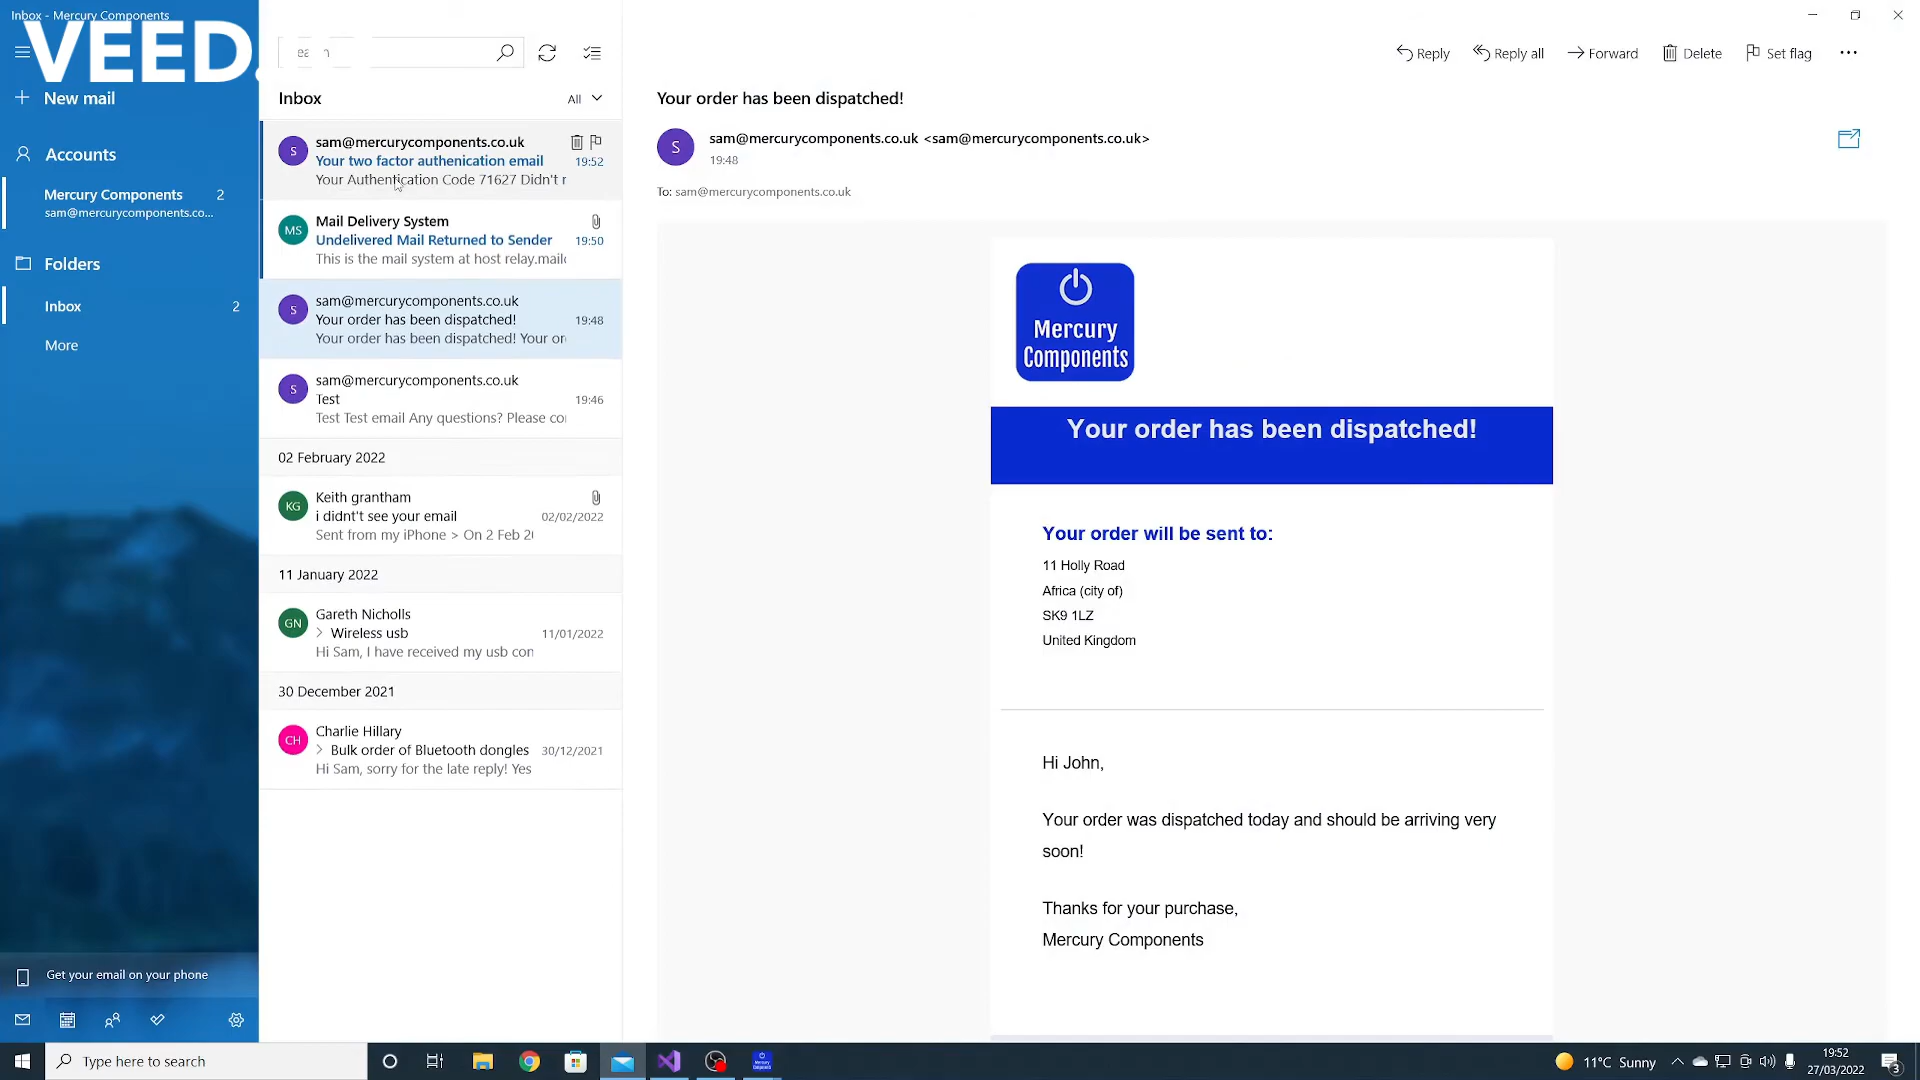 Inbox - Mercury Components
VEED.
New mail
Accounts
Mercury Components 2
sam@mercurycomponents.co...
Folders
Inbox 2
More
Get your email on your phone
Inbox
All
sam@mercurycomponents.co.uk
Your two factor authenication email 19:52
Your Authentication Code 71627 Didn't r
MS
Mail Delivery System
Undelivered Mail Returned to Sender 19:50
This is the mail system at host relay.mailc
S
sam@mercurycomponents.co.uk
Your order has been dispatched! 19:48
Your order has been dispatched! Your or
S
sam@mercurycomponents.co.uk
Test 19:46
Test Test email Any questions? Please co
02 February 2022
KG
Keith grantham
i didnt't see your email 02/02/2022
Sent from my iPhone > On 2 Feb 20
11 January 2022
GN
Gareth Nicholls
Wireless usb 11/01/2022
Hi Sam, I have received my usb con
30 December 2021
CH
Charlie Hillary
Bulk order of Bluetooth dongles 30/12/2021
Hi Sam, sorry for the late reply! Yes
Reply Reply all Forward Delete Set flag
Your order has been dispatched!
S
sam@mercurycomponents.co.uk <sam@mercurycomponents.co.uk>
19:48
To: sam@mercurycomponents.co.uk
Mercury
Components
Your order has been dispatched!
Your order will be sent to:
11 Holly Road
Africa (city of)
SK9 1LZ
United Kingdom
Hi John,
Your order was dispatched today and should be arriving very
soon!
Thanks for your purchase,
Mercury Components
Type here to search
11°C Sunny
19:52
27/03/2022
3